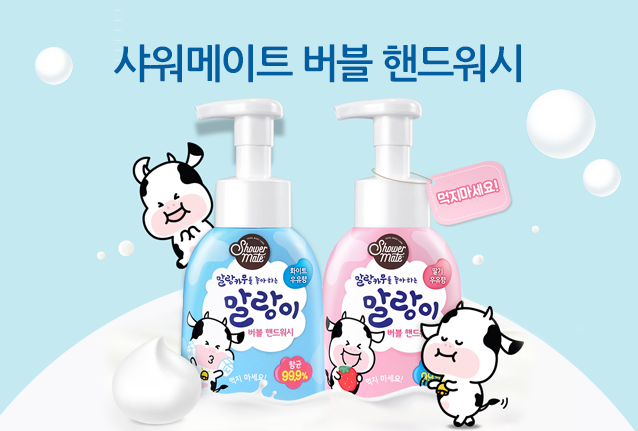 샤워메이트 버블 핸드워시
먹지마세요!
Shower
mate
화이트
우유향
말랑카우를 좋아하는
말랑이
버블 핸드워시
먹지 마세요!
항균
99.9%
Shower
mate
딸기
우유향
말랑카우를 좋아하는
말랑이
버블 핸드워시
먹지 마세요!